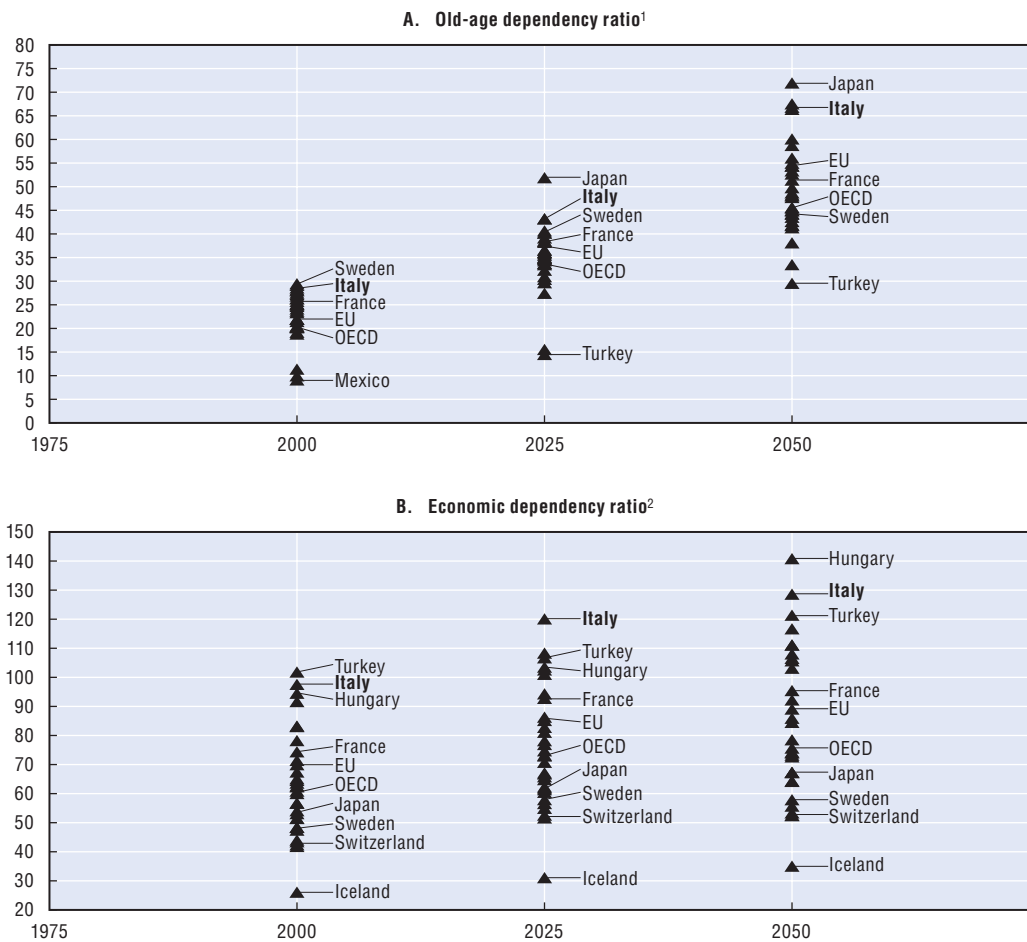 A. Old-age dependency ratio¹
80
75
70
65
60
55
50
45
40
35
30
25
20
15
10
5
0
Sweden
Italy
France
EU
OECD
Mexico
Japan
Italy
Sweden
France
EU
OECD
Turkey
Japan
Italy
EU
France
OECD
Sweden
Turkey
1975 2000 2025 2050
B. Economic dependency ratio²
150
140
130
120
110
100
90
80
70
60
50
40
30
20
Turkey
Italy
Hungary
France
EU
OECD
Japan
Sweden
Switzerland
Iceland
Italy
Turkey
Hungary
France
EU
OECD
Japan
Sweden
Switzerland
Iceland
Hungary
Italy
Turkey
France
EU
OECD
Japan
Sweden
Switzerland
Iceland
1975 2000 2025 2050